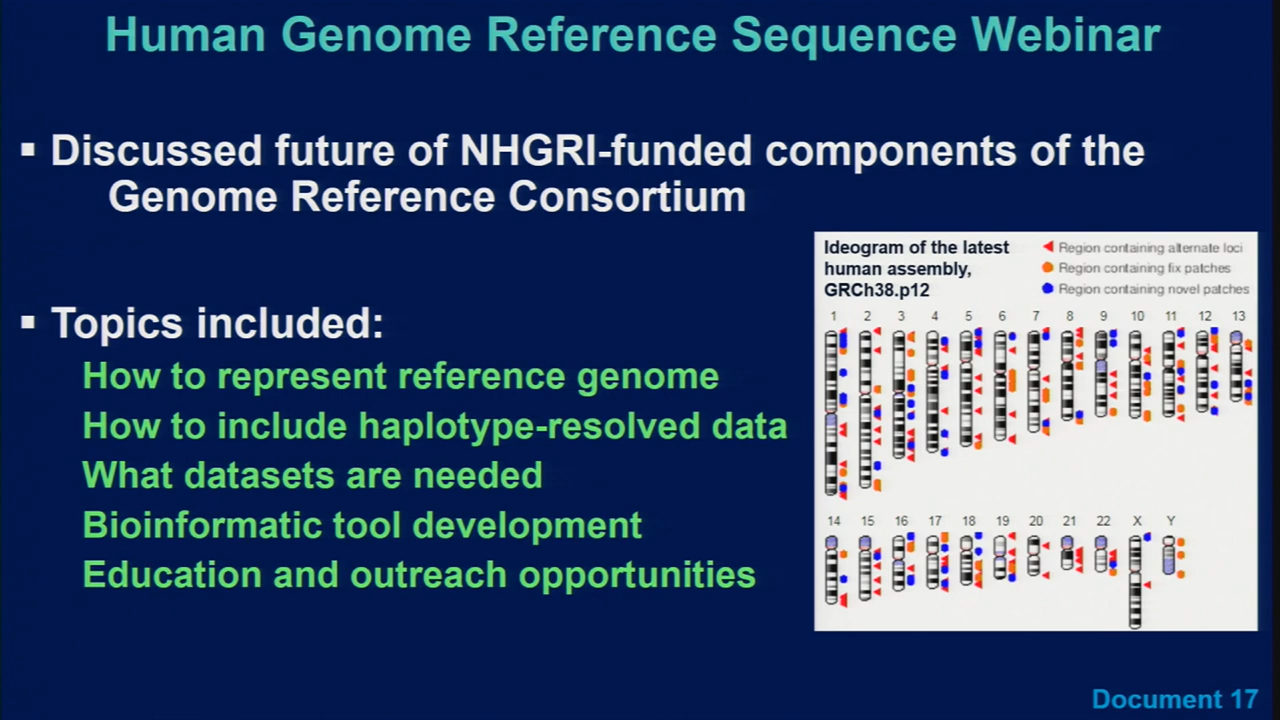 Human Genome Reference Sequence Webinar
▪ Discussed future of NHGRI-funded components of the
Genome Reference Consortium
▪ Topics included:
How to represent reference genome
How to include haplotype-resolved data
What datasets are needed
Bioinformatic tool development
Education and outreach opportunities
Ideogram of the latest
human assembly,
GRCh38.p12
Region containing alternate loci
Region containing fix patches
Region containing novel patches
1 2 3 4 5 6 7 8 9 10 11 12 13
14 15 16 17 18 19 20 21 22 X Y
Document 17